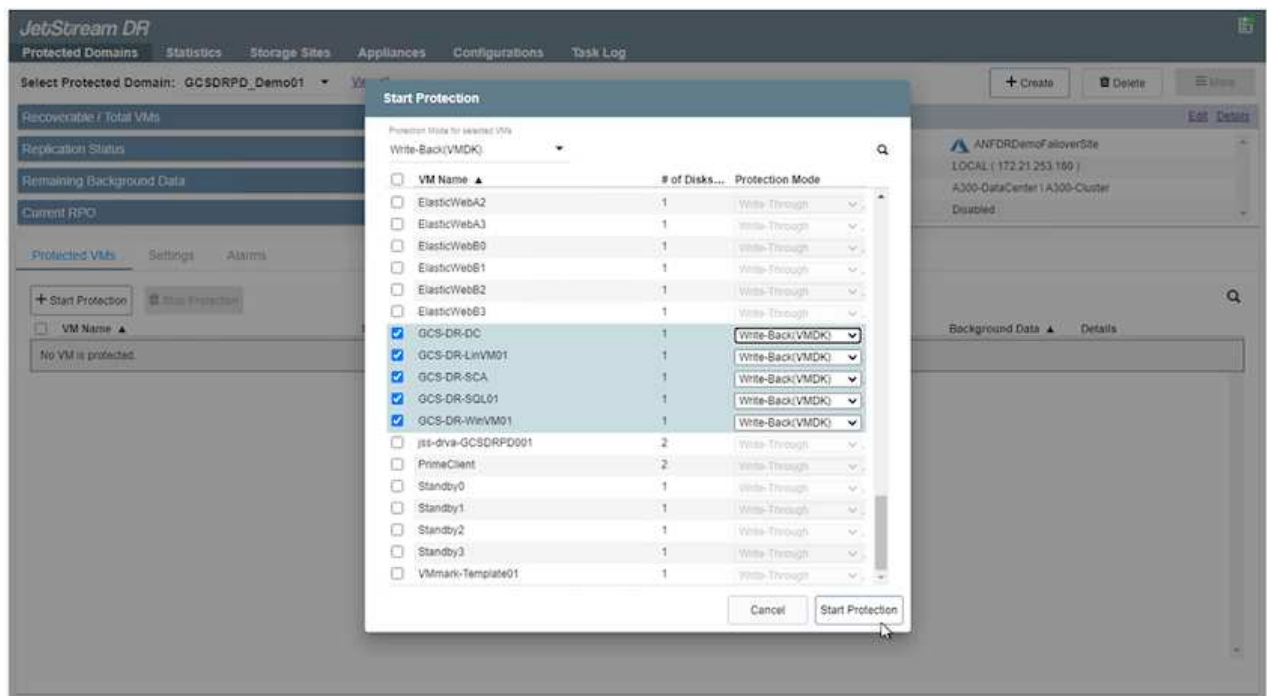 JetStream DR
Protected Domains Statistics Storage Sites Appliances Configurations Task Log
Select Protected Domain: GCSDRPD_Demo01
+ Create Delete More
Recoverable / Total VMs
Edit Details
Replication Status
ANFDRDemoFailoverSite
LOCAL ( 172.21.253.160 )
Remaining Background Data
A300-DataCenter \ A300-Cluster
Current RPO
Disabled
Protected VMs Settings Alarms
+ Start Protection Stop Protection
VM Name ▲
Background Data ▲ Details
No VM is protected.
Start Protection
Protection Mode for selected VMs
Write-Back(VMDK)
VM Name ▲ # of Disks... Protection Mode
ElasticWebA2 1 Write-Through
ElasticWebA3 1 Write-Through
ElasticWebB0 1 Write-Through
ElasticWebB1 1 Write-Through
ElasticWebB2 1 Write-Through
ElasticWebB3 1 Write-Through
GCS-DR-DC 1 Write-Back(VMDK)
GCS-DR-LinVM01 1 Write-Back(VMDK)
GCS-DR-SCA 1 Write-Back(VMDK)
GCS-DR-SQL01 1 Write-Back(VMDK)
GCS-DR-WinVM01 1 Write-Back(VMDK)
jss-drva-GCSDRPD001 2 Write-Through
PrimeClient 2 Write-Through
Standby0 1 Write-Through
Standby1 1 Write-Through
Standby2 1 Write-Through
Standby3 1 Write-Through
VMmark-Template01 1 Write-Through
Cancel Start Protection